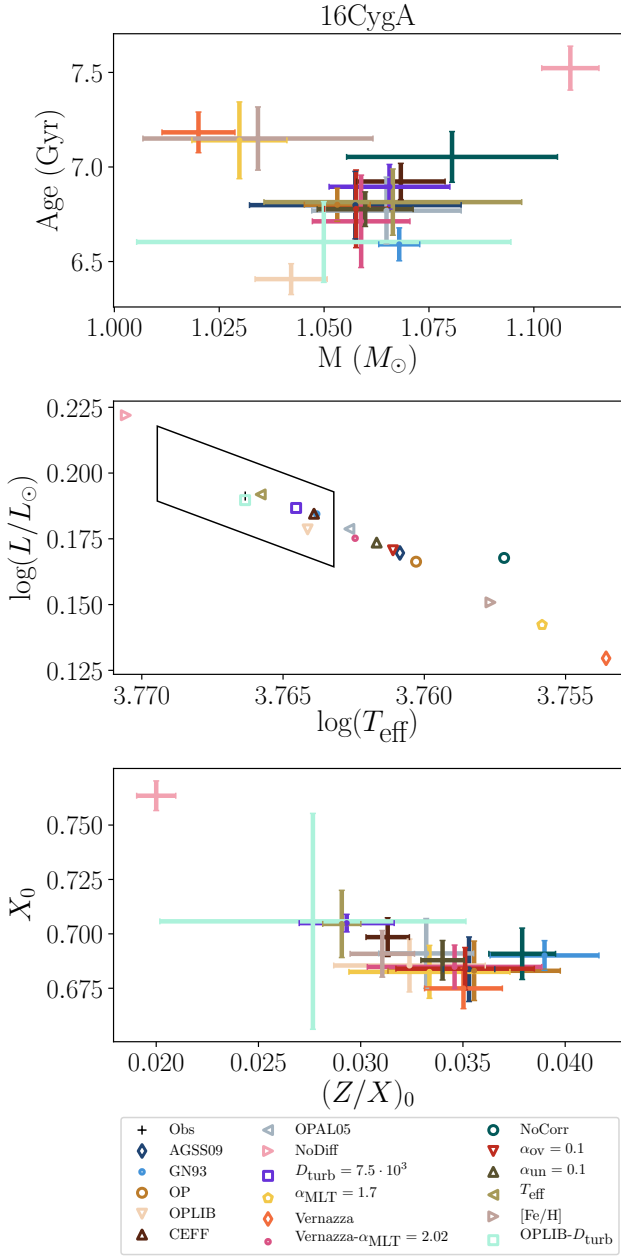 16CygA
7.5
7.0
6.5
Age (Gyr)
1.000 1.025 1.050 1.075 1.100
M (M⊙)
0.225
0.200
0.175
0.150
0.125
log(L/L⊙)
3.770 3.765 3.760 3.755
log(Teff)
0.750
0.725
0.700
0.675
X₀
0.020 0.025 0.030 0.035 0.040
(Z/X)₀
Obs
AGSS09
GN93
OP
OPLIB
CEFF
OPAL05
NoDiff
Dturb = 7.5 · 10³
αMLT = 1.7
Vernazza
Vernazza-αMLT = 2.02
NoCorr
αov = 0.1
αun = 0.1
Teff
[Fe/H]
OPLIB-Dturb